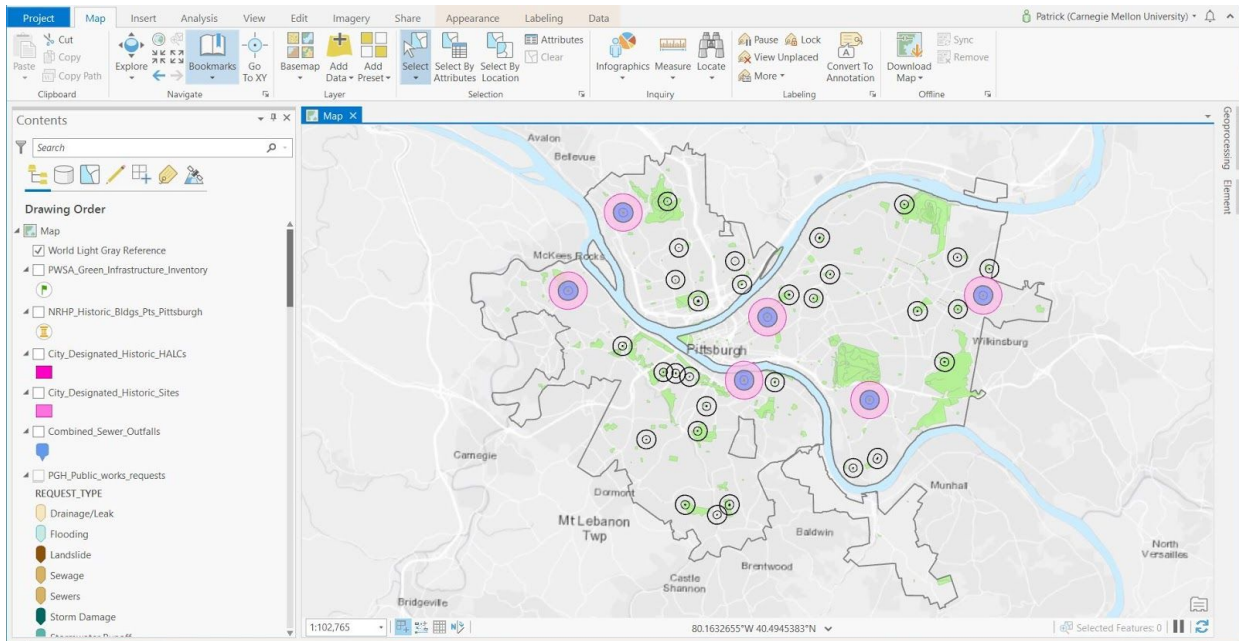 Project Map Insert Analysis View Edit Imagery Share Appearance Labeling Data
Patrick (Carnegie Mellon University)
Paste
Cut
Copy
Copy Path
Clipboard
Explore
Bookmarks
Go To XY
Navigate
Basemap
Add Data
Add Preset
Layer
Select
Select By Attributes
Select By Location
Attributes
Clear
Selection
Infographics
Measure
Locate
Inquiry
Pause
Lock
View Unplaced
More
Convert To Annotation
Labeling
Download Map
Sync
Remove
Offline
Contents
Search
Drawing Order
Map
World Light Gray Reference
PWSA_Green_Infrastructure_Inventory
NRHP_Historic_Bldgs_Pts_Pittsburgh
City_Designated_Historic_HALCs
City_Designated_Historic_Sites
Combined_Sewer_Outfalls
PGH_Public_works_requests
REQUEST_TYPE
Drainage/Leak
Flooding
Landslide
Sewage
Sewers
Storm Damage
Map
Avalon
Bellevue
McKees Rocks
Pittsburgh
Wilkinsburg
Carnegie
Dormont
Munhall
Mt Lebanon
Twp
Baldwin
North
Versailles
Brentwood
Castle
Shannon
Bridgeville
1:102,765
80.1632655°W 40.4945383°N
Selected Features: 0
Geoprocessing
Element